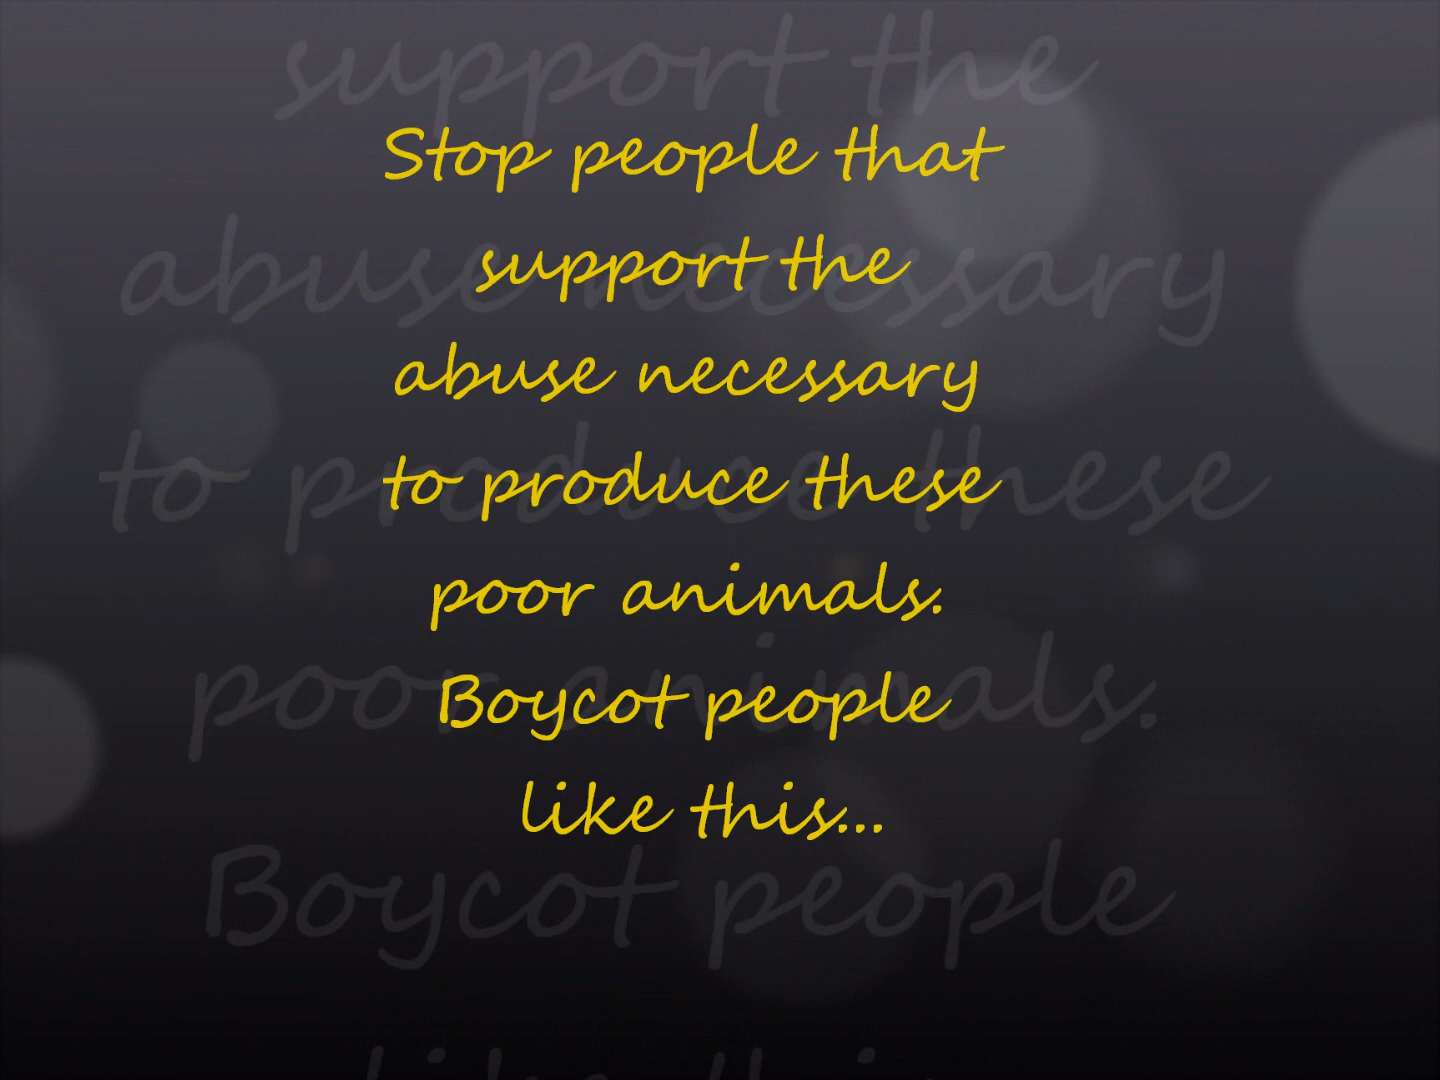 Stop people that
support the
abuse necessary
to produce these
poor animals.
Boycot people
like this...